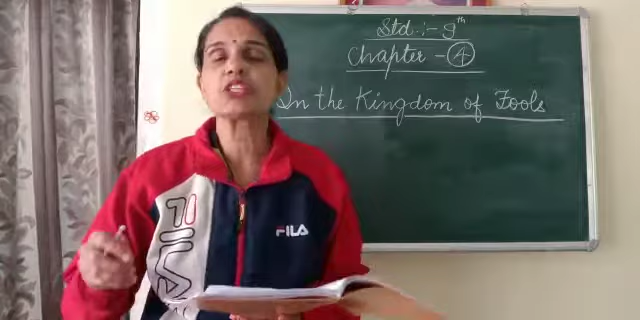 Std :- 9th
Chapter - 4
In the Kingdom of Fools
FILA
FILA